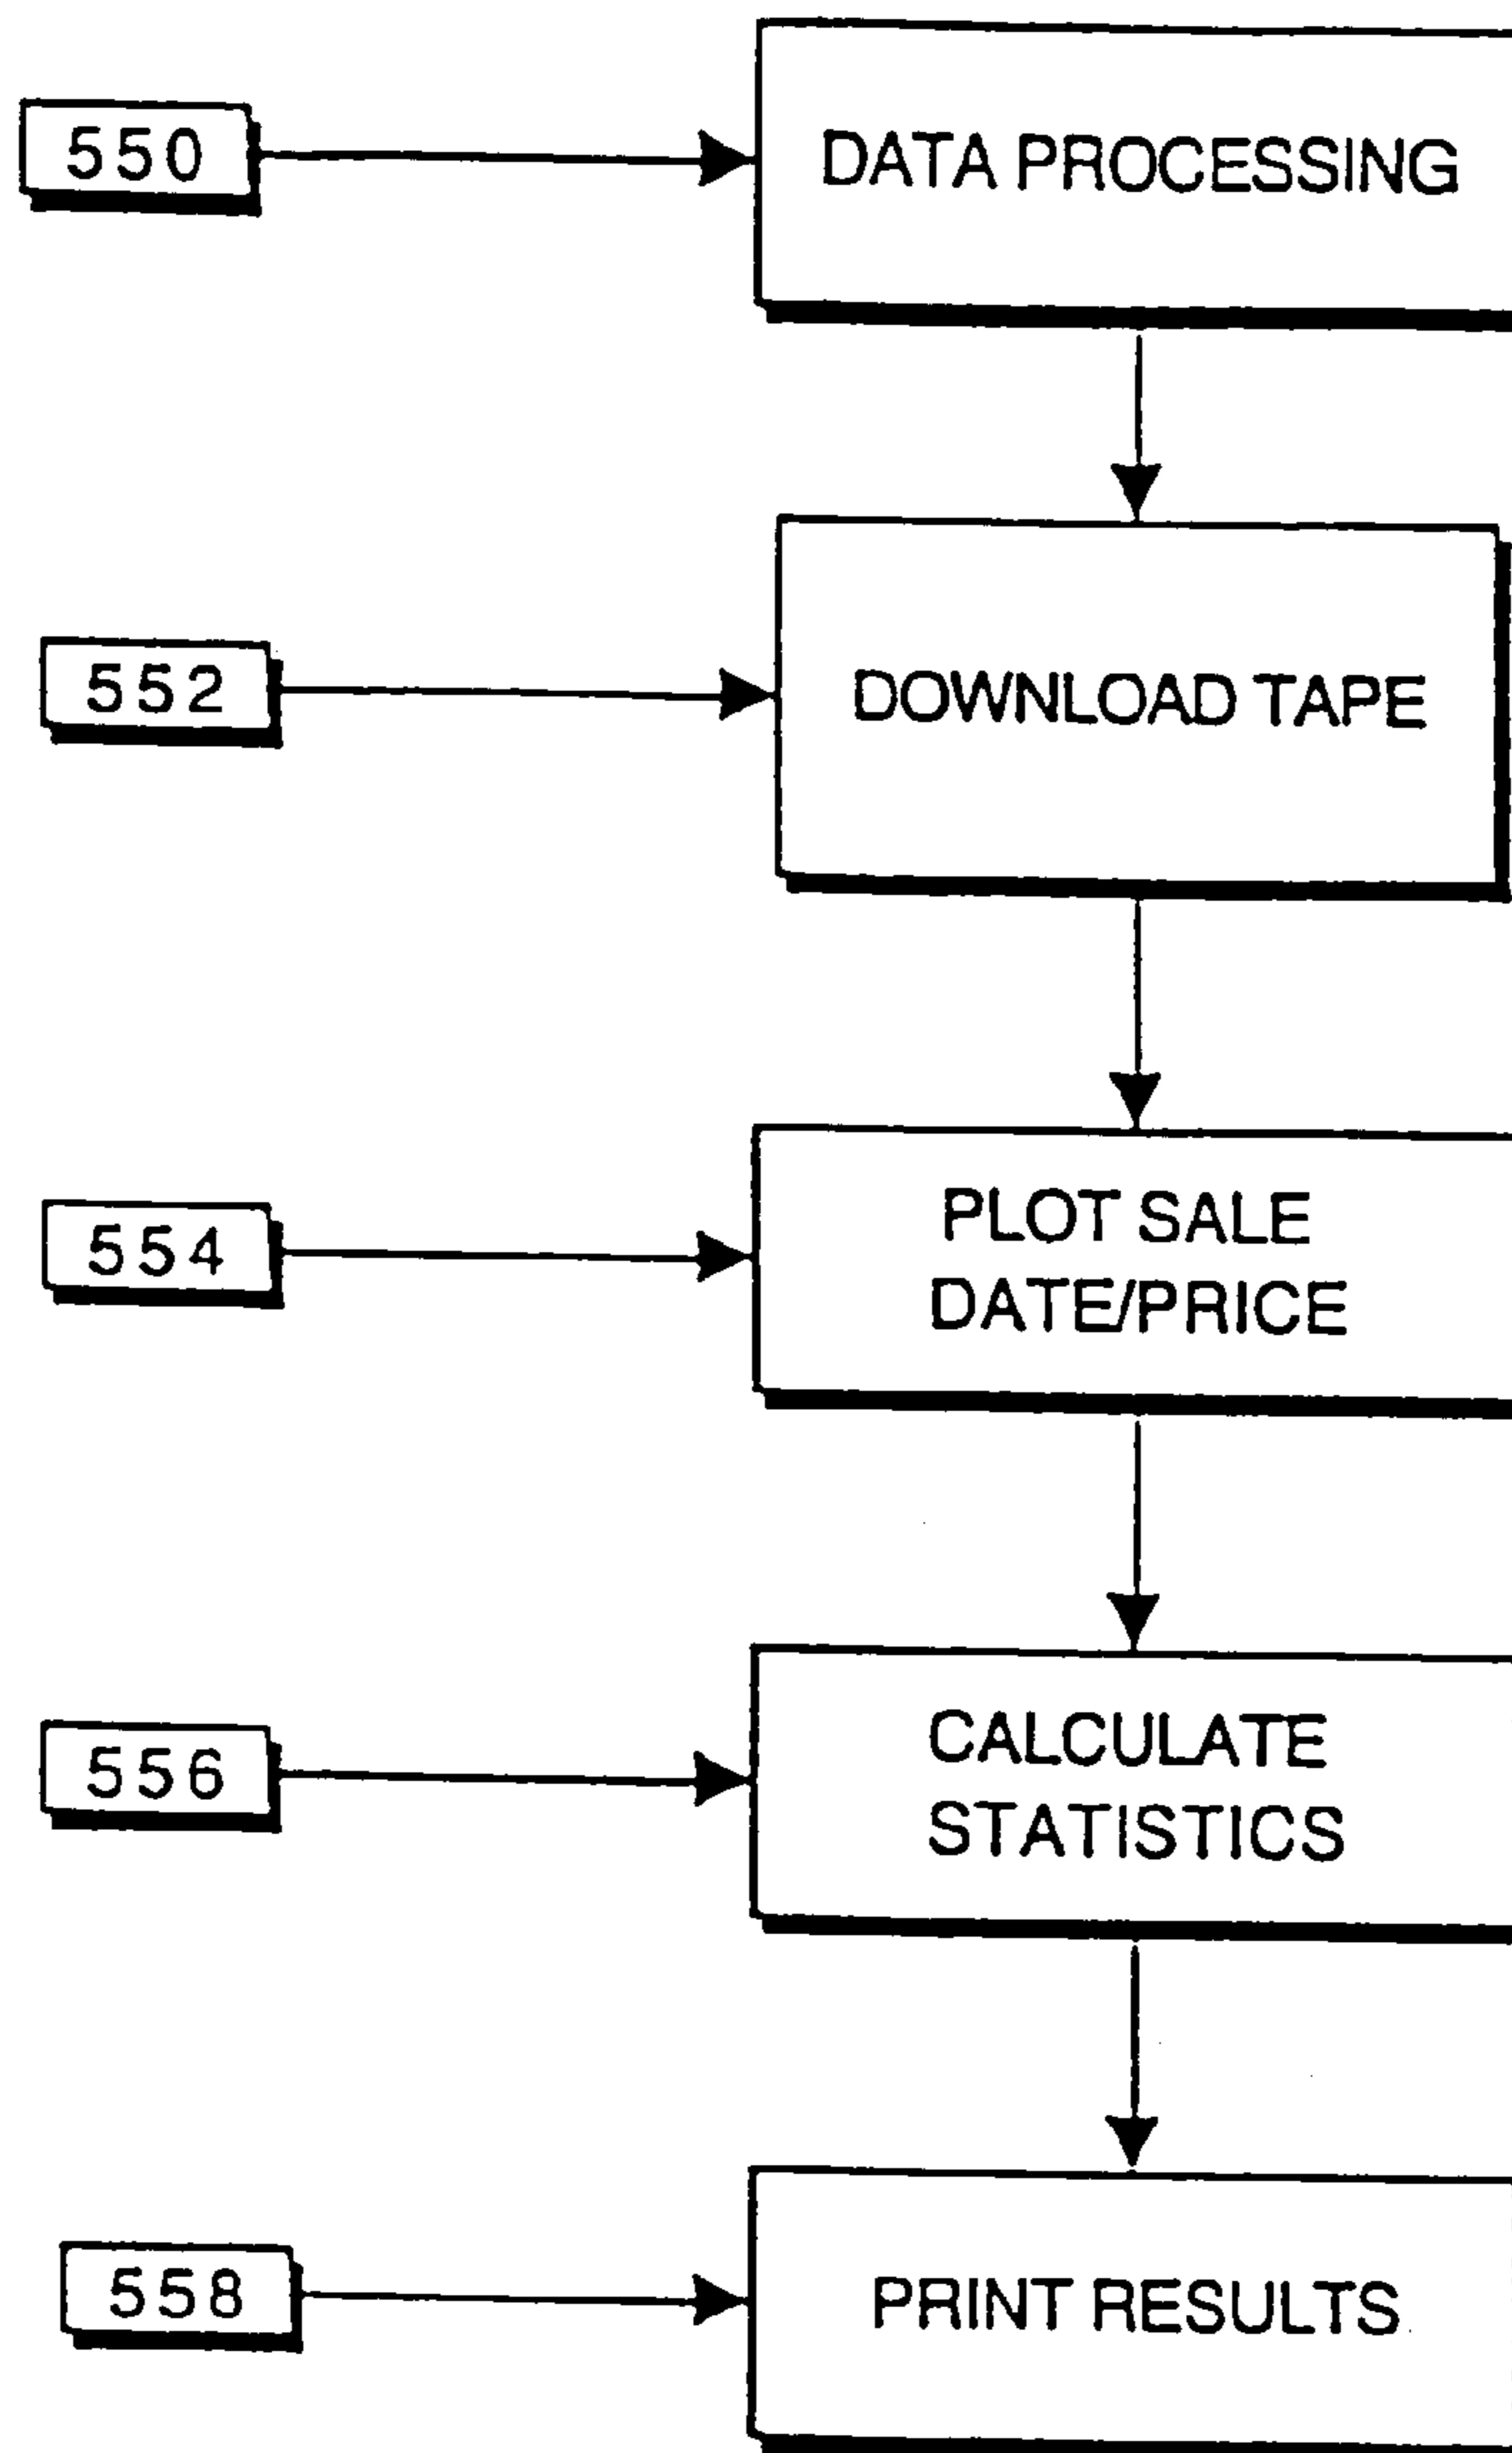 550
DATA PROCESSING
552
DOWNLOAD TAPE
554
PLOT SALE
DATE/PRICE
556
CALCULATE
STATISTICS
558
PRINT RESULTS